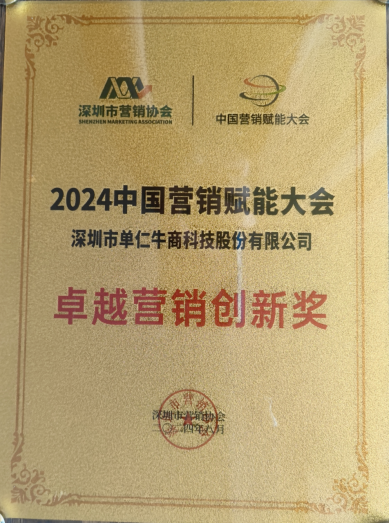 深圳市营销协会
SHENZHEN MARKETING ASSOCIATION
中国营销赋能大会
2024中国营销赋能大会
深圳市单仁牛商科技股份有限公司
卓越营销创新奖
深圳市营销协会
二〇二四年八月